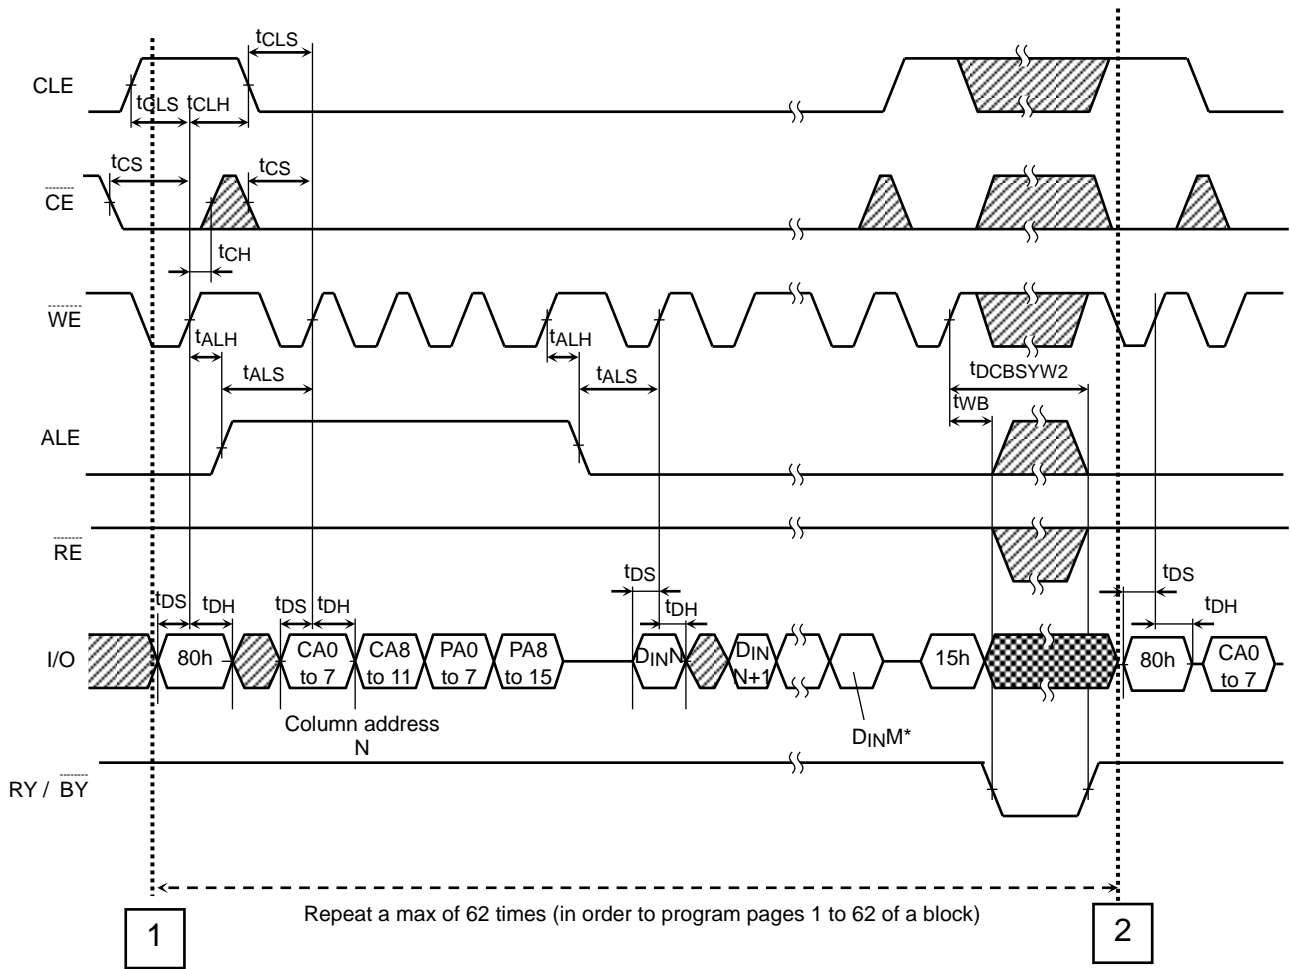 tCLS
CLE
tCLS tCLH
tCS tCS
CE
tCH
WE
tALH tALH
tDCBSYW2
tALS tALS
tWB
ALE
RE
tDS tDS
tDS tDH tDS tDH tDH tDH
I/O 80h CA0 to 7 CA8 to 11 PA0 to 7 PA8 to 15 DINN DIN N+1 15h 80h CA0 to 7
Column address
N
DINM*
RY / BY
Repeat a max of 62 times (in order to program pages 1 to 62 of a block)
1 2